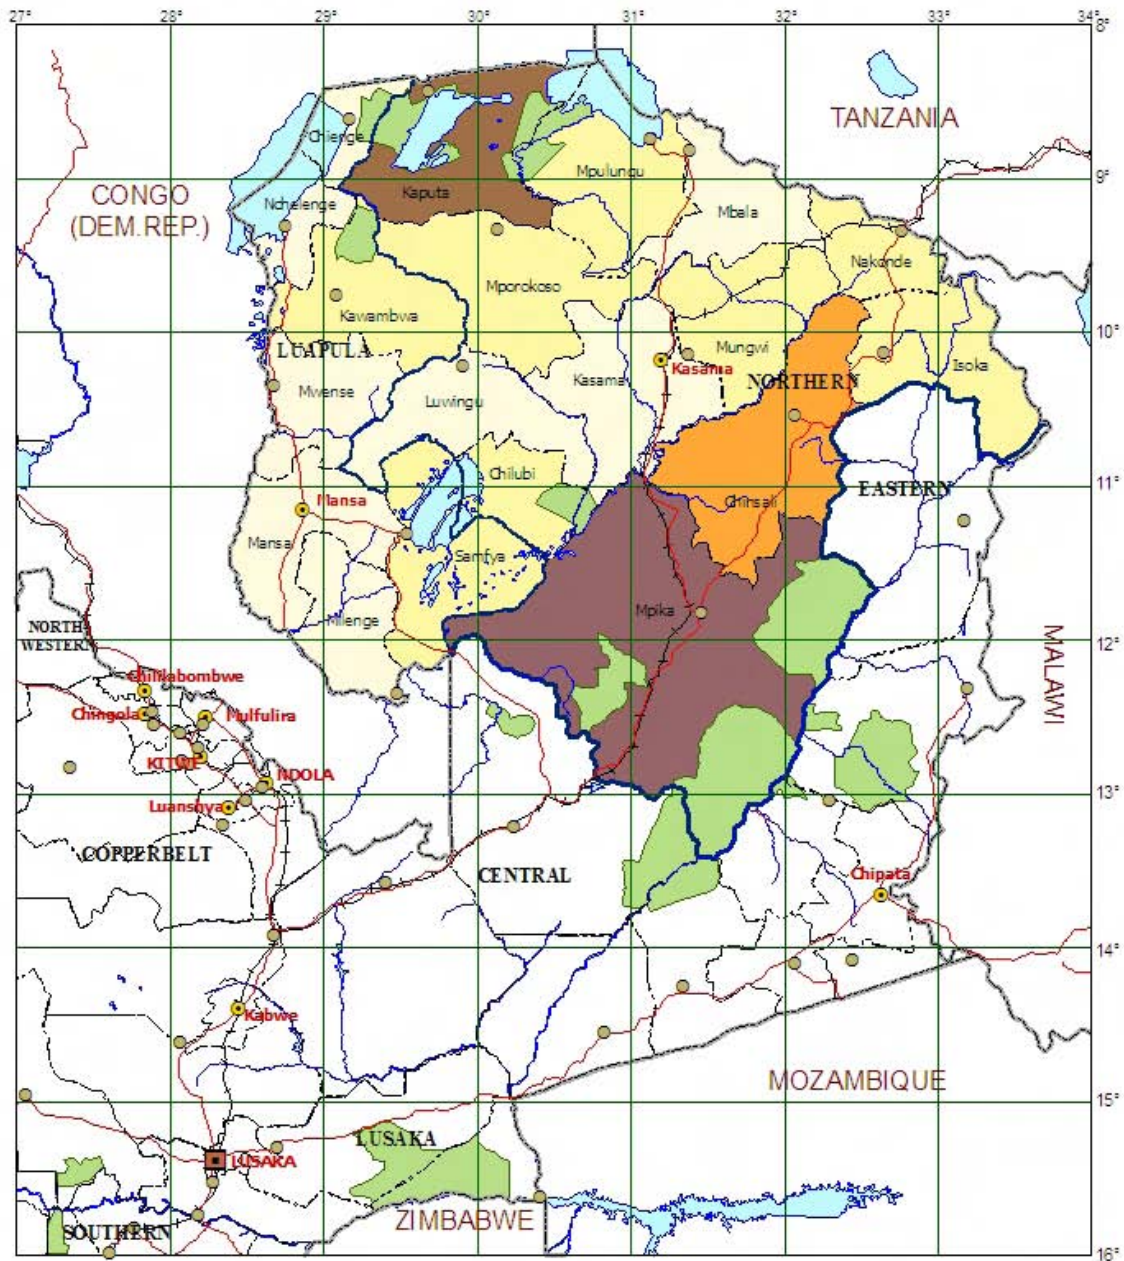 27° 28° 29° 30° 31° 32° 33° 34°
8°
TANZANIA
Chienge
9°
CONGO
(DEM.REP.)
Mpulungu
Kaputa
Nchelenge
Mbala
Nakonde
Mporokoso
Kawambwa
10°
LUAPULA
Mungwi
Isoka
Kasama
Kasama
NORTHERN
Mwense
Luwingu
Chilubi
11°
EASTERN
Mansa
Chinsali
Mansa
Samfya
Mpika
Milenge
NORTH-
WESTERN
12°
MALAWI
Chililabombwe
Chingola
Mulfulira
KITWE
NDOLA
13°
Luanshya
COPPERBELT
CENTRAL
Chipata
14°
Kabwe
MOZAMBIQUE
15°
LUSAKA
LUSAKA
ZIMBABWE
SOUTHERN
16°